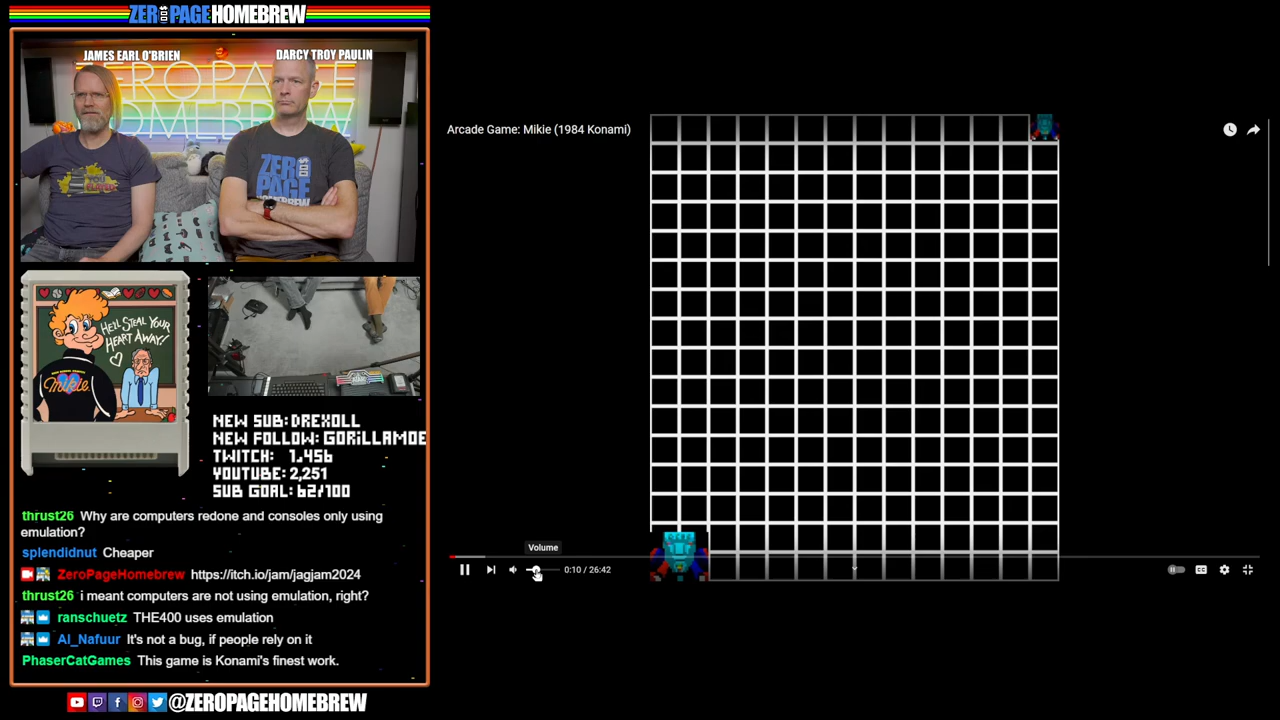 ZEROPAGEHOMEBREW
JAMES EARL O'BRIEN
DARCY TROY PAULIN
ZEROPAGE
HOMEBREW
ZERO
PAGE
HE'LL STEAL YOUR
HEART AWAY!!
Mikie
NEW SUB: DREXOLL
NEW FOLLOW: GORILLAMOE
TWITCH: 1,456
YOUTUBE: 2,251
SUB GOAL: 62/100
thrust26 Why are computers redone and consoles only using
emulation?
splendidnut Cheaper
ZeroPageHomebrew https://itch.io/jam/jagjam2024
thrust26 i meant computers are not using emulation, right?
ranschuetz THE400 uses emulation
Al_Nafuur It's not a bug, if people rely on it
PhaserCatGames This game is Konami's finest work.
@ZEROPAGEHOMEBREW
Arcade Game: Mikie (1984 Konami)
Volume
0:10 / 26:42